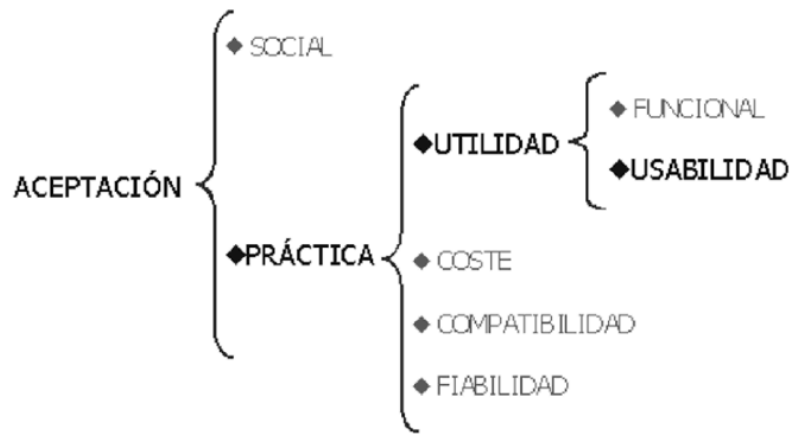 ACEPTACIÓN
◆ SOCIAL
◆PRÁCTICA
◆UTILIDAD
◆ FUNCIONAL
◆USABILIDAD
◆ COSTE
◆ COMPATIBILIDAD
◆ FIABILIDAD